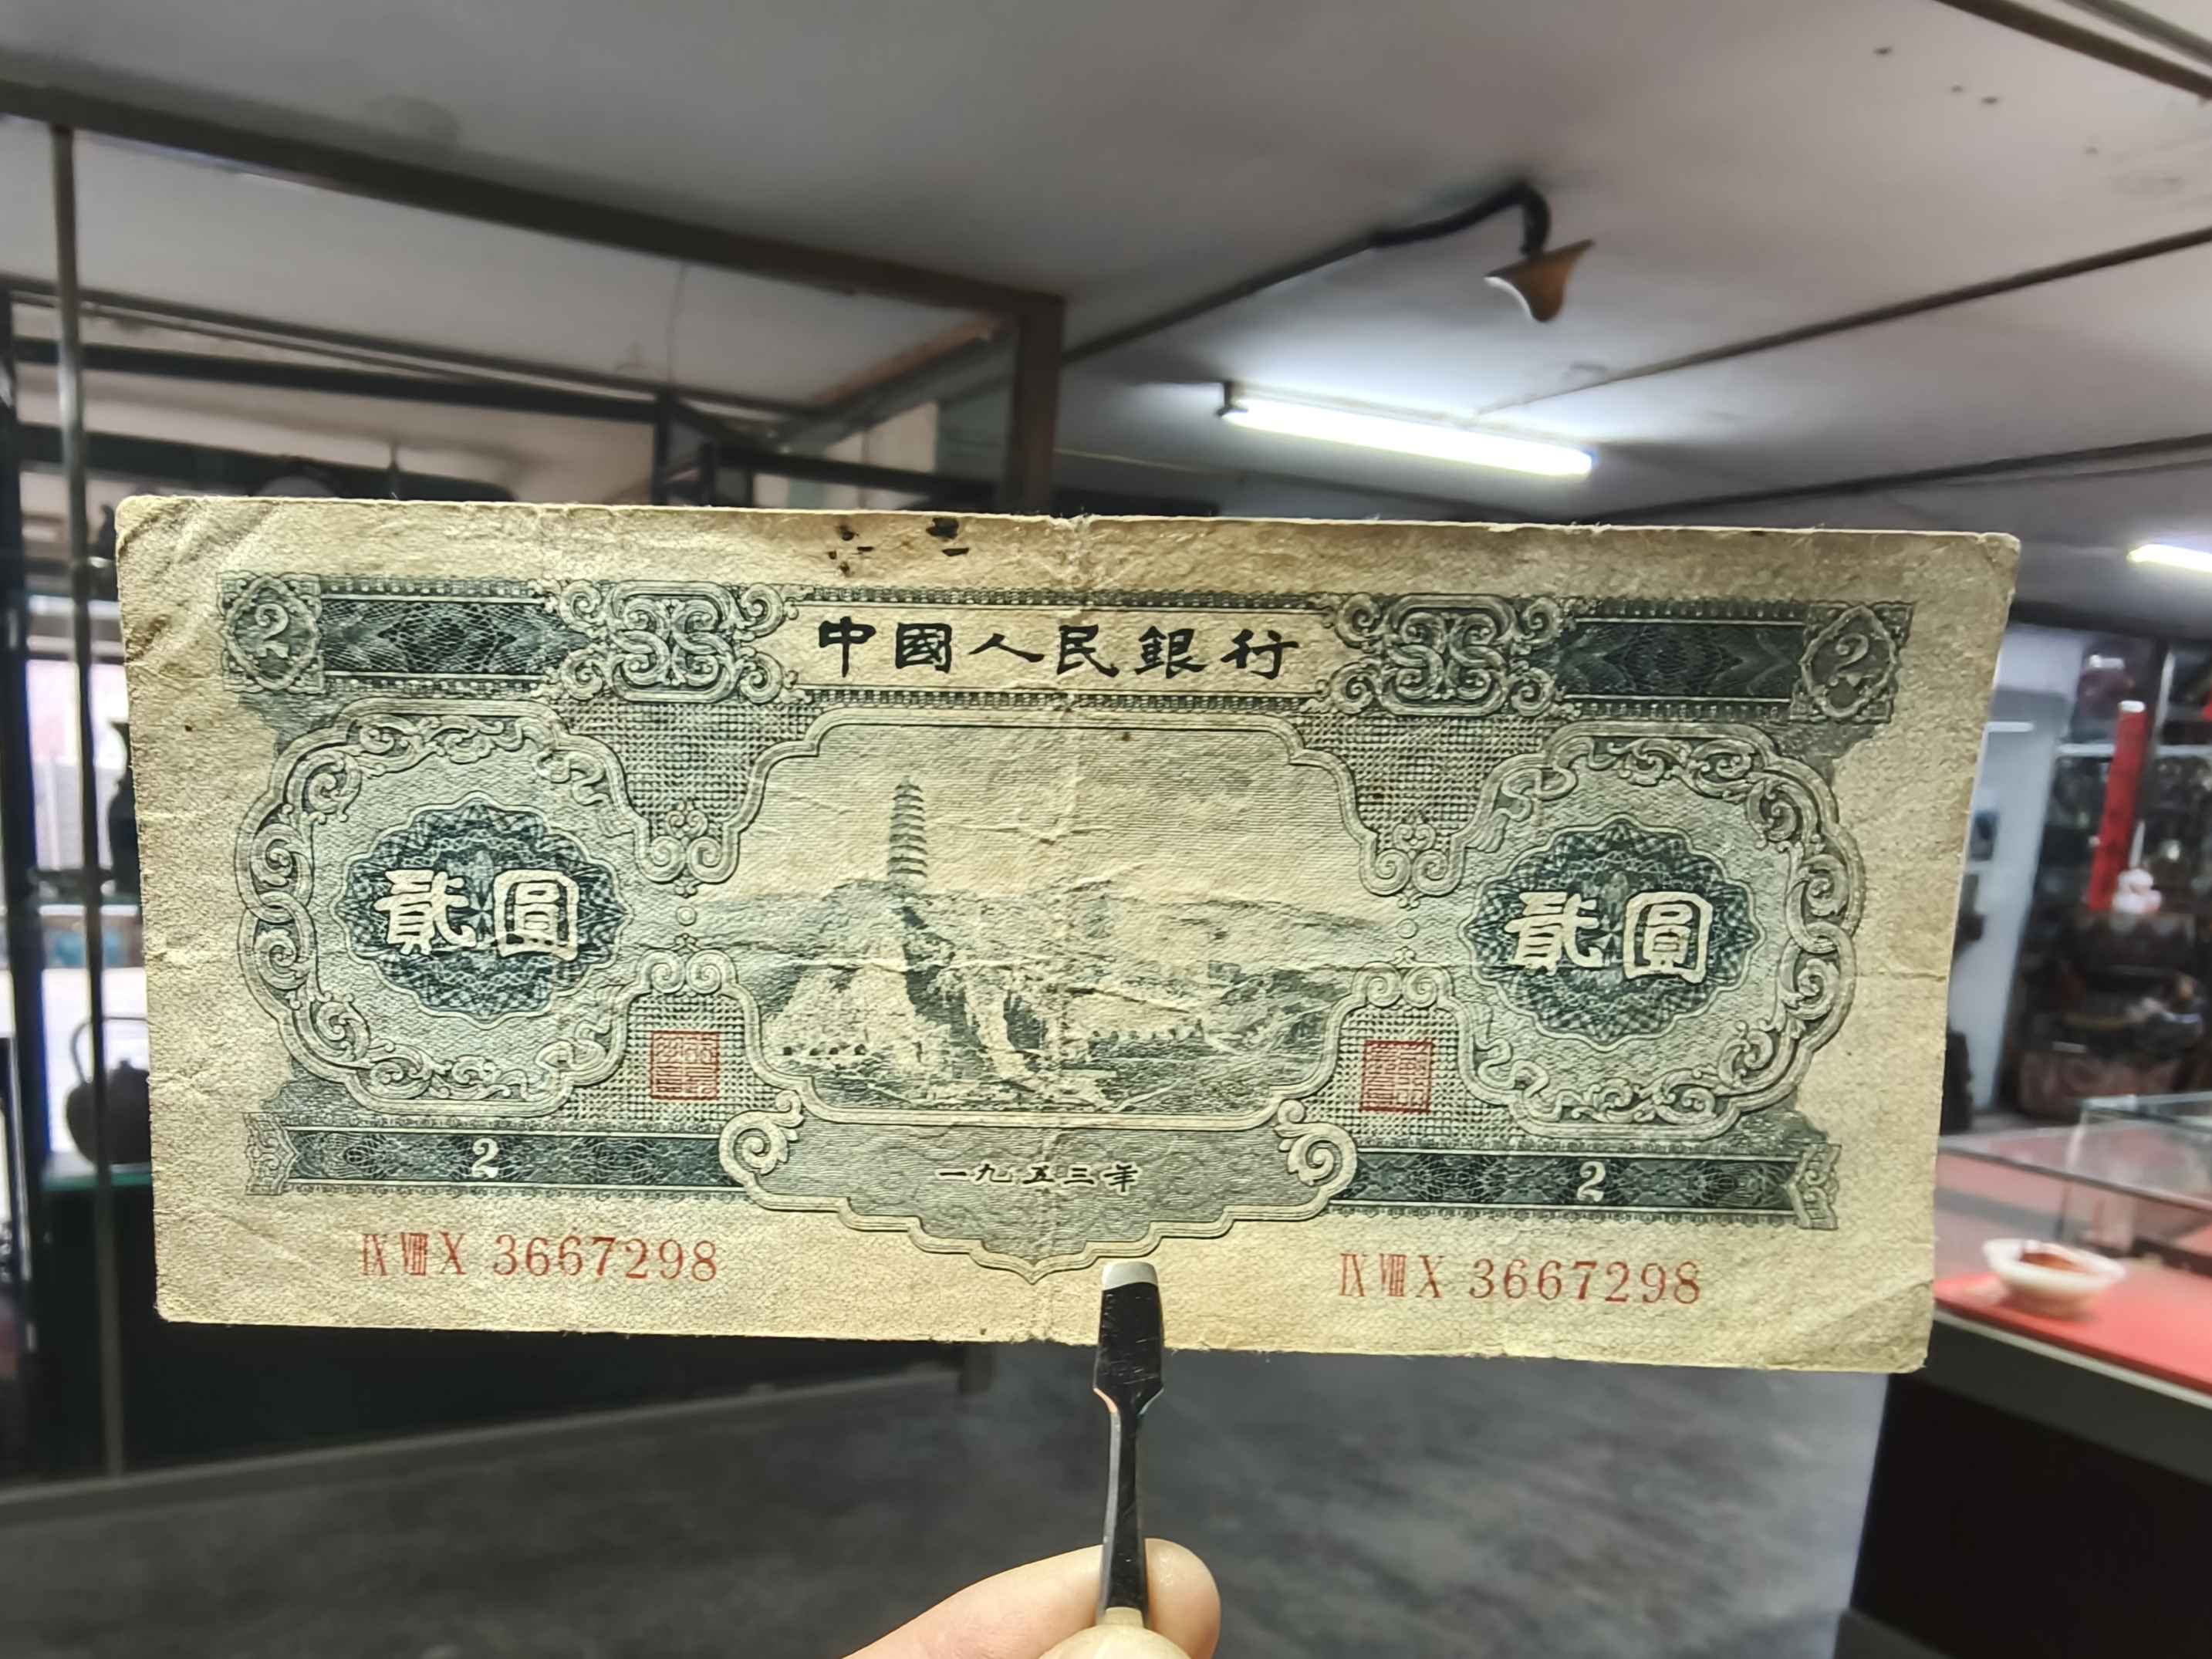 2 中國人民銀行 2
貳圓 貳圓
2 一九五三年 2
IX VIII X 3667298 IX VIII X 3667298